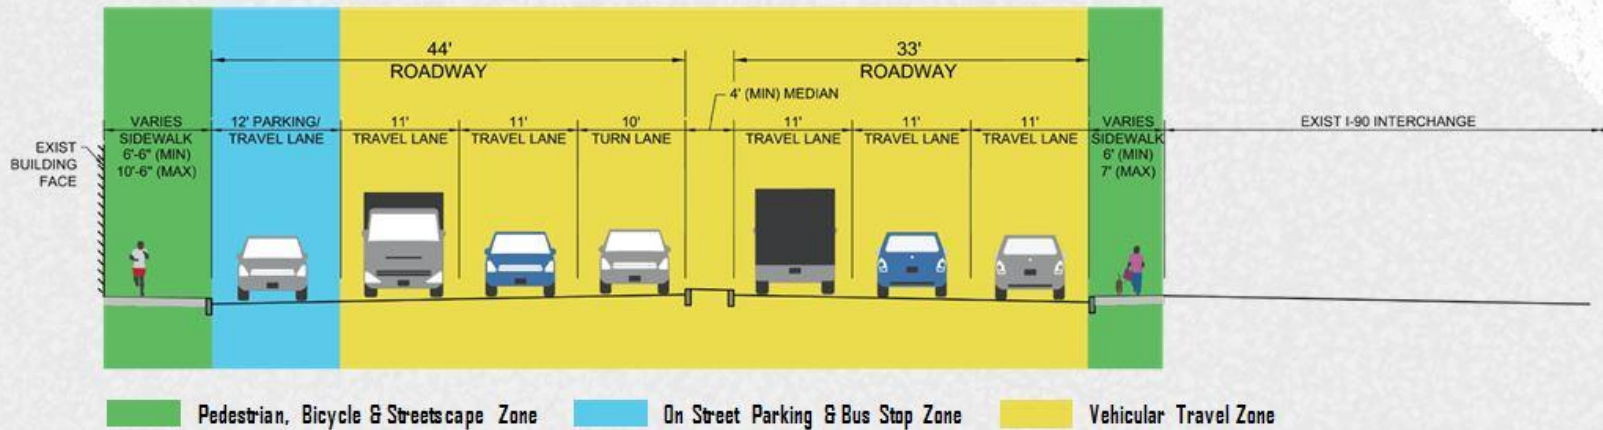 44'
ROADWAY
33'
ROADWAY
4' (MIN) MEDIAN
EXIST
BUILDING
FACE
VARIES
SIDEWALK
6'-6" (MIN)
10'-6" (MAX)
12' PARKING/
TRAVEL LANE
11'
TRAVEL LANE
11'
TRAVEL LANE
10'
TURN LANE
11'
TRAVEL LANE
11'
TRAVEL LANE
11'
TRAVEL LANE
VARIES
SIDEWALK
6' (MIN)
7' (MAX)
EXIST I-90 INTERCHANGE
Pedestrian, Bicycle & Streetscape Zone
On Street Parking & Bus Stop Zone
Vehicular Travel Zone